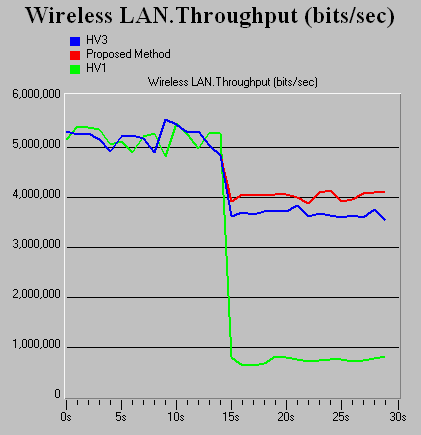 Wireless LAN.Throughput (bits/sec)
HV3
Proposed Method
HV1
Wireless LAN.Throughput (bits/sec)
6,000,000
5,000,000
4,000,000
3,000,000
2,000,000
1,000,000
0
0s 5s 10s 15s 20s 25s 30s